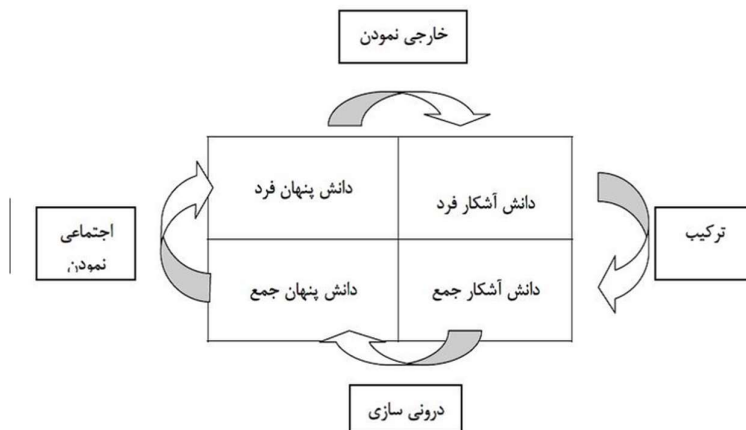 خارجی نمودن
دانش پنهان فرد
دانش آشکار فرد
ترکیب
اجتماعی
نمودن
دانش پنهان جمع
دانش آشکار جمع
درونی سازی